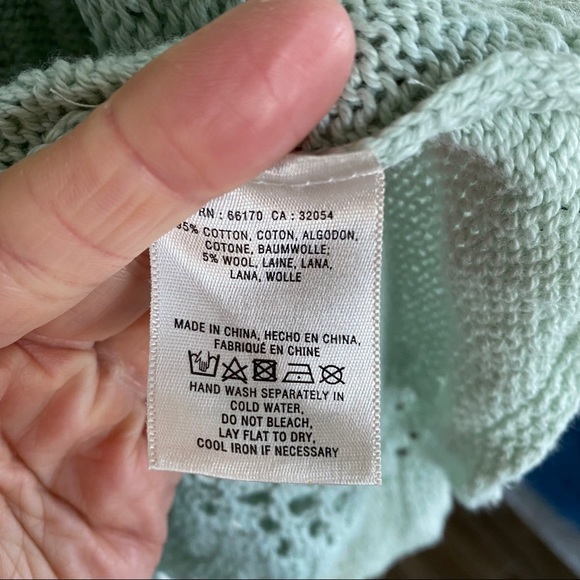 RN : 66170 CA : 32054
95% COTTON, COTON, ALGODON,
COTONE, BAUMWOLLE;
5% WOOL, LAINE, LANA,
LANA, WOLLE
MADE IN CHINA, HECHO EN CHINA,
FABRIQUÉ EN CHINE
HAND WASH SEPARATELY IN
COLD WATER,
DO NOT BLEACH,
LAY FLAT TO DRY,
COOL IRON IF NECESSARY